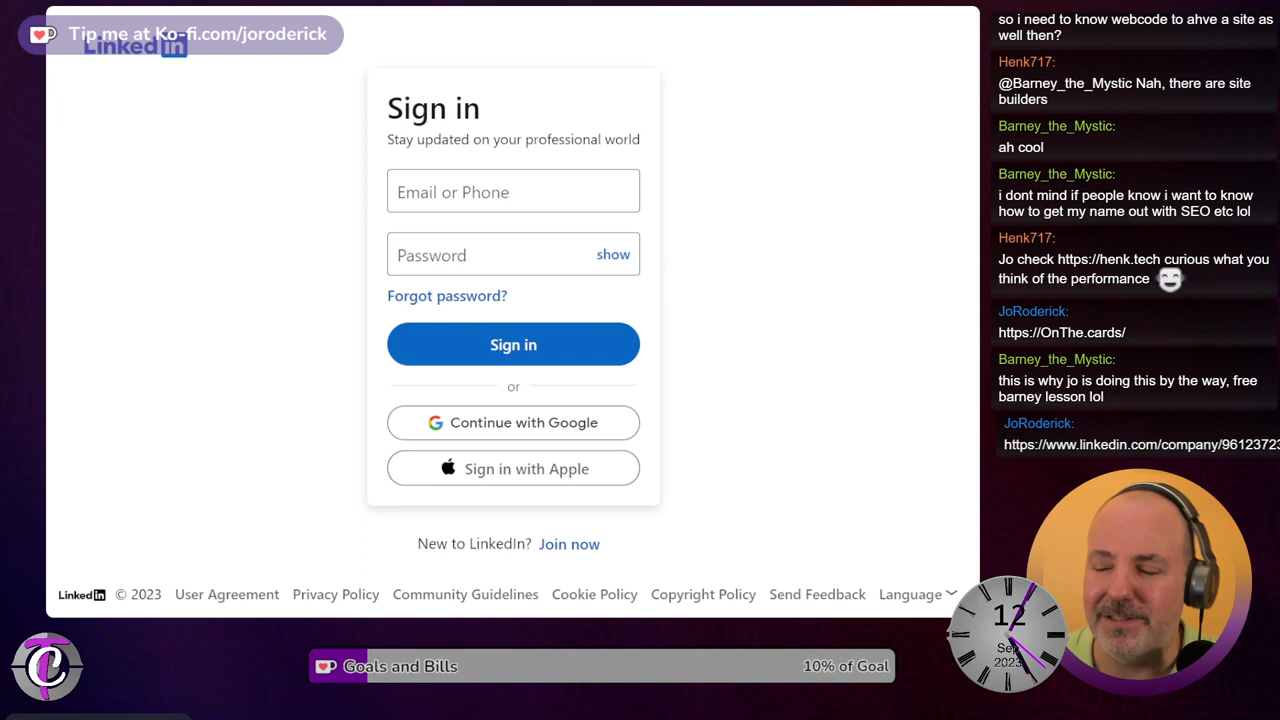 Tip me at Ko-fi.com/joroderick
LinkedIn
Sign in
Stay updated on your professional world
Email or Phone
Password
show
Forgot password?
Sign in
or
Continue with Google
Sign in with Apple
New to LinkedIn? Join now
LinkedIn © 2023 User Agreement Privacy Policy Community Guidelines Cookie Policy Copyright Policy Send Feedback Language
so i need to know webcode to ahve a site as
well then?
Henk717:
@Barney_the_Mystic Nah, there are site
builders
Barney_the_Mystic:
ah cool
Barney_the_Mystic:
i dont mind if people know i want to know
how to get my name out with SEO etc lol
Henk717:
Jo check https://henk.tech curious what you
think of the performance
JoRoderick:
https://OnThe.cards/
Barney_the_Mystic:
this is why jo is doing this by the way, free
barney lesson lol
JoRoderick:
https://www.linkedin.com/company/96123723
12
Sep
2023
TC
Goals and Bills
10% of Goal